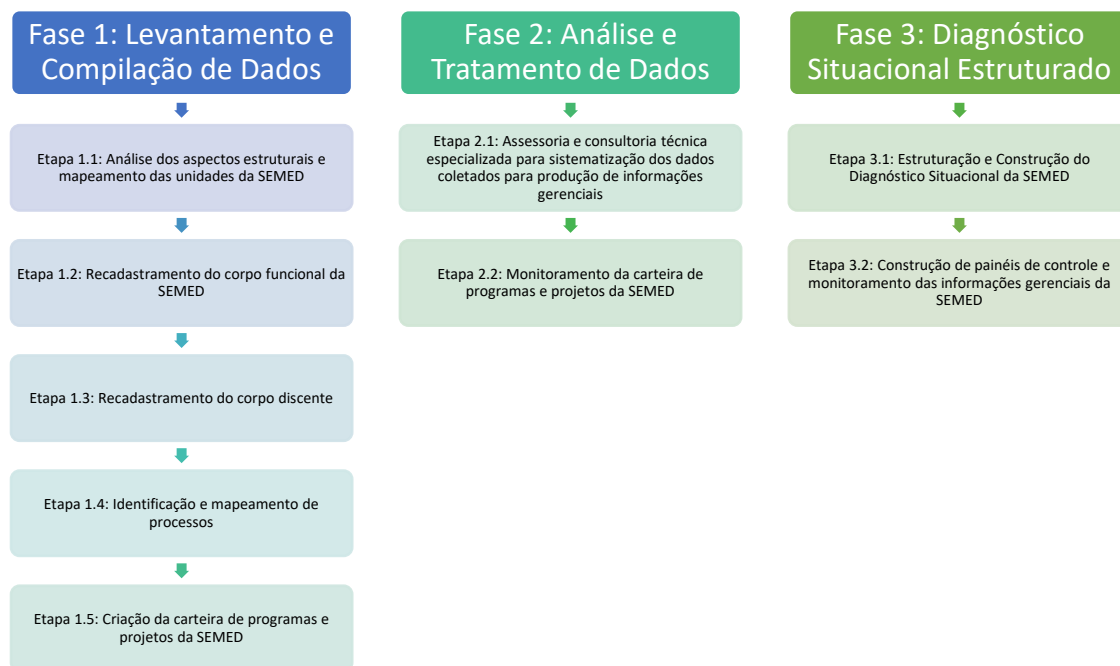 Fase 1: Levantamento e
Compilação de Dados
Etapa 1.1: Análise dos aspectos estruturais e
mapeamento das unidades da SEMED
Etapa 1.2: Recadastramento do corpo funcional da
SEMED
Etapa 1.3: Recadastramento do corpo discente
Etapa 1.4: Identificação e mapeamento de
processos
Etapa 1.5: Criação da carteira de programas e
projetos da SEMED
Fase 2: Análise e
Tratamento de Dados
Etapa 2.1: Assessoria e consultoria técnica
especializada para sistematização dos dados
coletados para produção de informações
gerenciais
Etapa 2.2: Monitoramento da carteira de
programas e projetos da SEMED
Fase 3: Diagnóstico
Situacional Estruturado
Etapa 3.1: Estruturação e Construção do
Diagnóstico Situacional da SEMED
Etapa 3.2: Construção de painéis de controle e
monitoramento das informações gerenciais da
SEMED